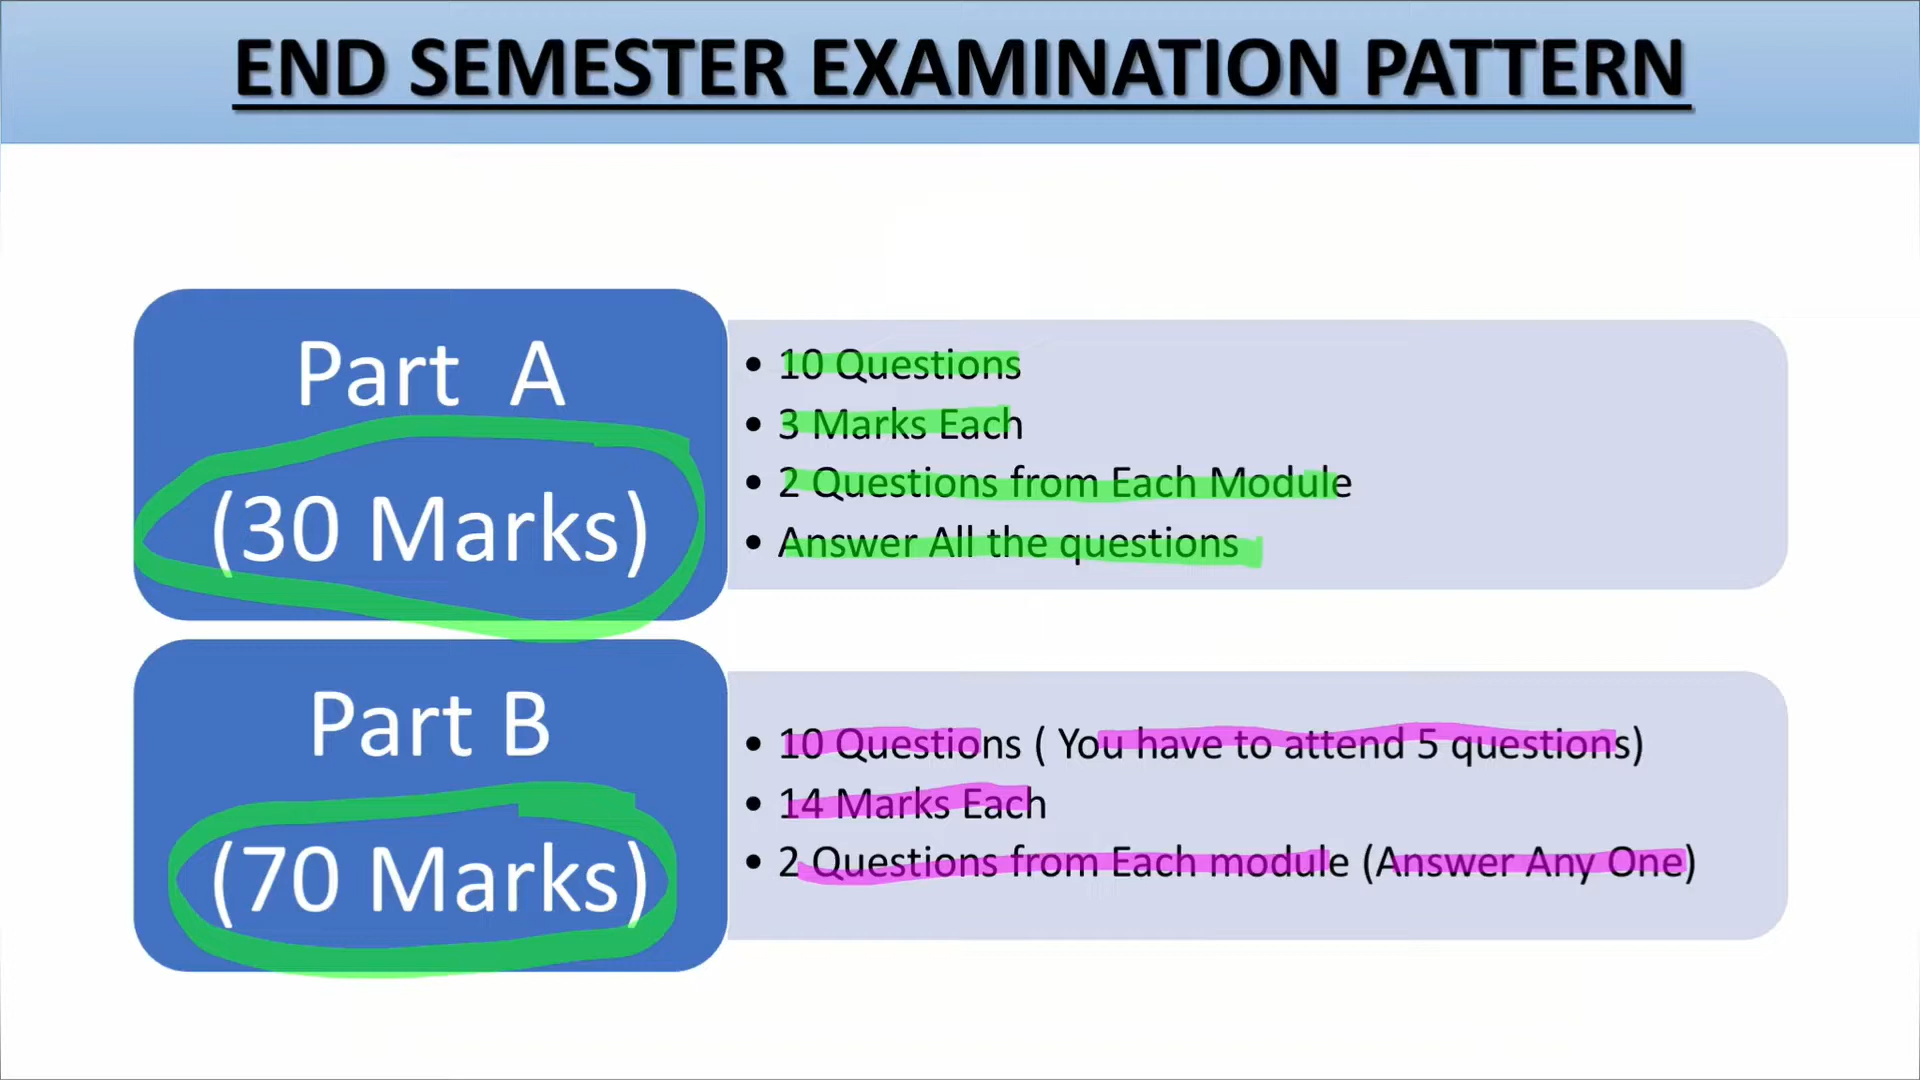 END SEMESTER EXAMINATION PATTERN
Part A
(30 Marks)
• 10 Questions
• 3 Marks Each
• 2 Questions from Each Module
• Answer All the questions
Part B
(70 Marks)
• 10 Questions ( You have to attend 5 questions)
• 14 Marks Each
• 2 Questions from Each module (Answer Any One)